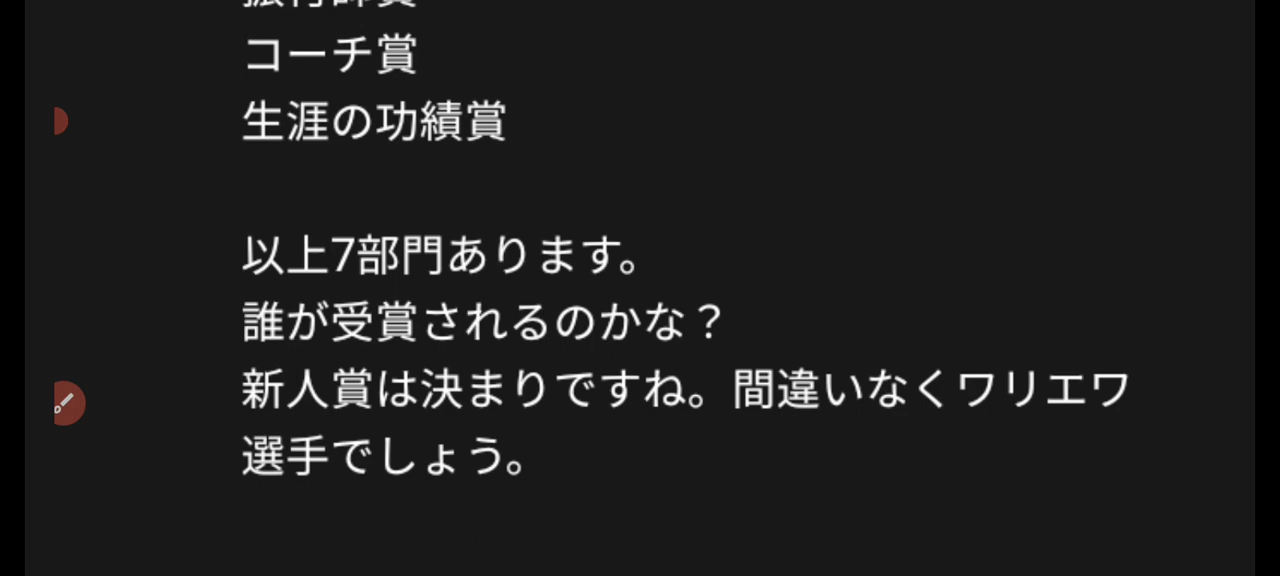 コーチ賞
生涯の功績賞
以上7部門あります。
誰が受賞されるのかな？
新人賞は決まりですね。間違いなくワリエワ
選手でしょう。